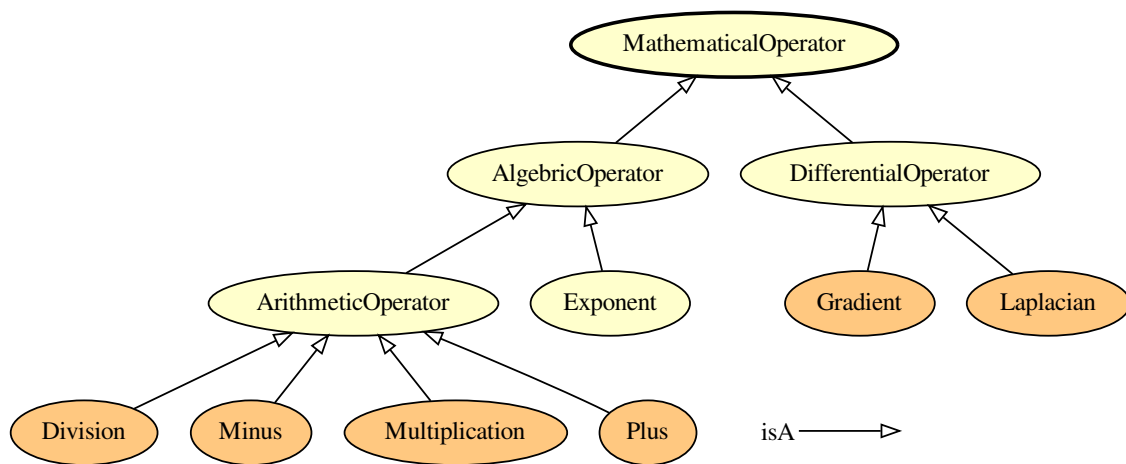 MathematicalOperator
AlgebricOperator
DifferentialOperator
ArithmeticOperator
Exponent
Gradient
Laplacian
Division
Minus
Multiplication
Plus
isA